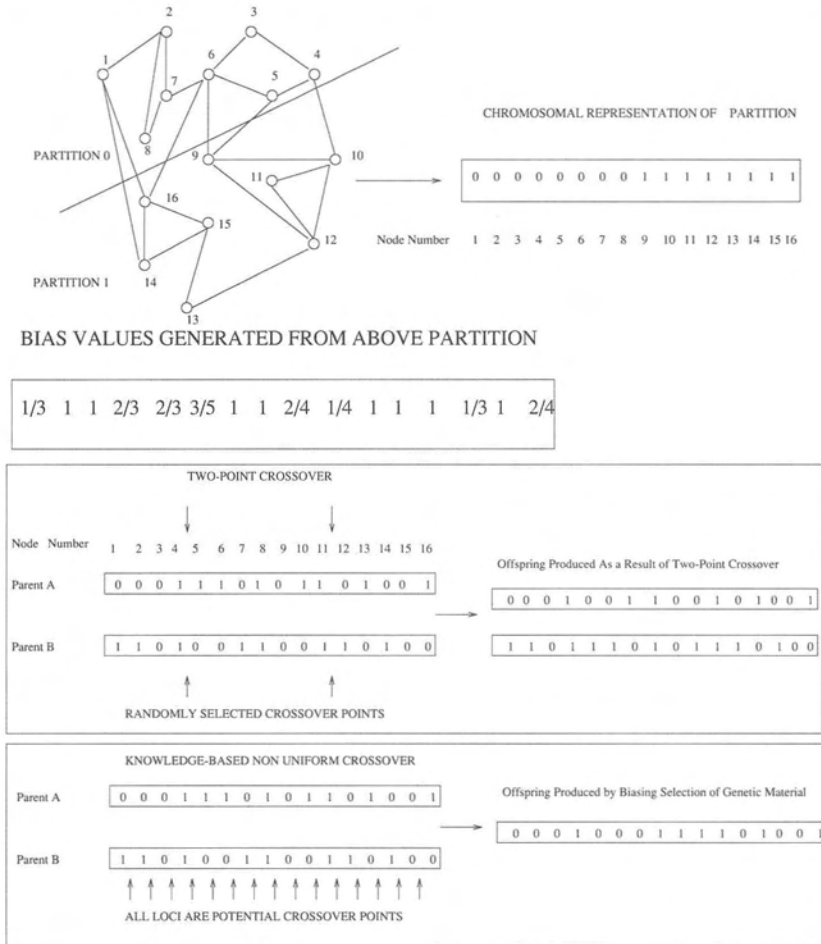 2
3
1
6
4
7
5
8
PARTITION 0
9
10
11
16
15
12
14
PARTITION 1
13
CHROMOSOMAL REPRESENTATION OF PARTITION
0 0 0 0 0 0 0 0 1 1 1 1 1 1 1 1
Node Number 1 2 3 4 5 6 7 8 9 10 11 12 13 14 15 16
BIAS VALUES GENERATED FROM ABOVE PARTITION
1/3 1 1 2/3 2/3 3/5 1 1 2/4 1/4 1 1 1 1/3 1 2/4
TWO-POINT CROSSOVER
Node Number 1 2 3 4 5 6 7 8 9 10 11 12 13 14 15 16
Parent A 0 0 0 1 1 1 0 1 0 1 1 0 1 0 0 1
Parent B 1 1 0 1 0 0 1 1 0 0 1 1 0 1 0 0
RANDOMLY SELECTED CROSSOVER POINTS
Offspring Produced As a Result of Two-Point Crossover
0 0 0 1 0 0 1 1 0 0 1 0 1 0 0 1
1 1 0 1 1 1 0 1 0 1 1 1 0 1 0 0
KNOWLEDGE-BASED NON UNIFORM CROSSOVER
Parent A 0 0 0 1 1 1 0 1 0 1 1 0 1 0 0 1
Parent B 1 1 0 1 0 0 1 1 0 0 1 1 0 1 0 0
ALL LOCI ARE POTENTIAL CROSSOVER POINTS
Offspring Produced by Biasing Selection of Genetic Material
0 0 0 1 0 0 0 1 1 1 1 0 1 0 0 1